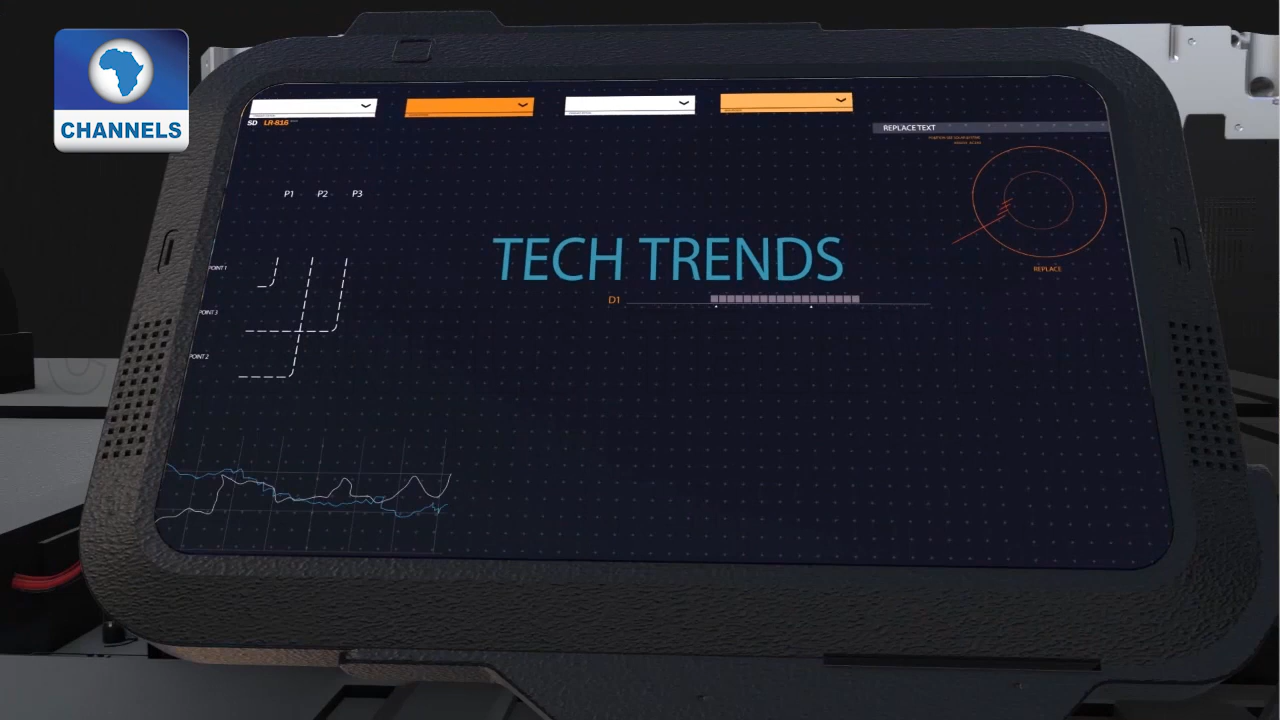 CHANNELS
SD LR-816
REPLACE TEXT
P1 P2 P3
TECH TRENDS
POINT 1
REPLACE
D1
POINT 3
POINT 2